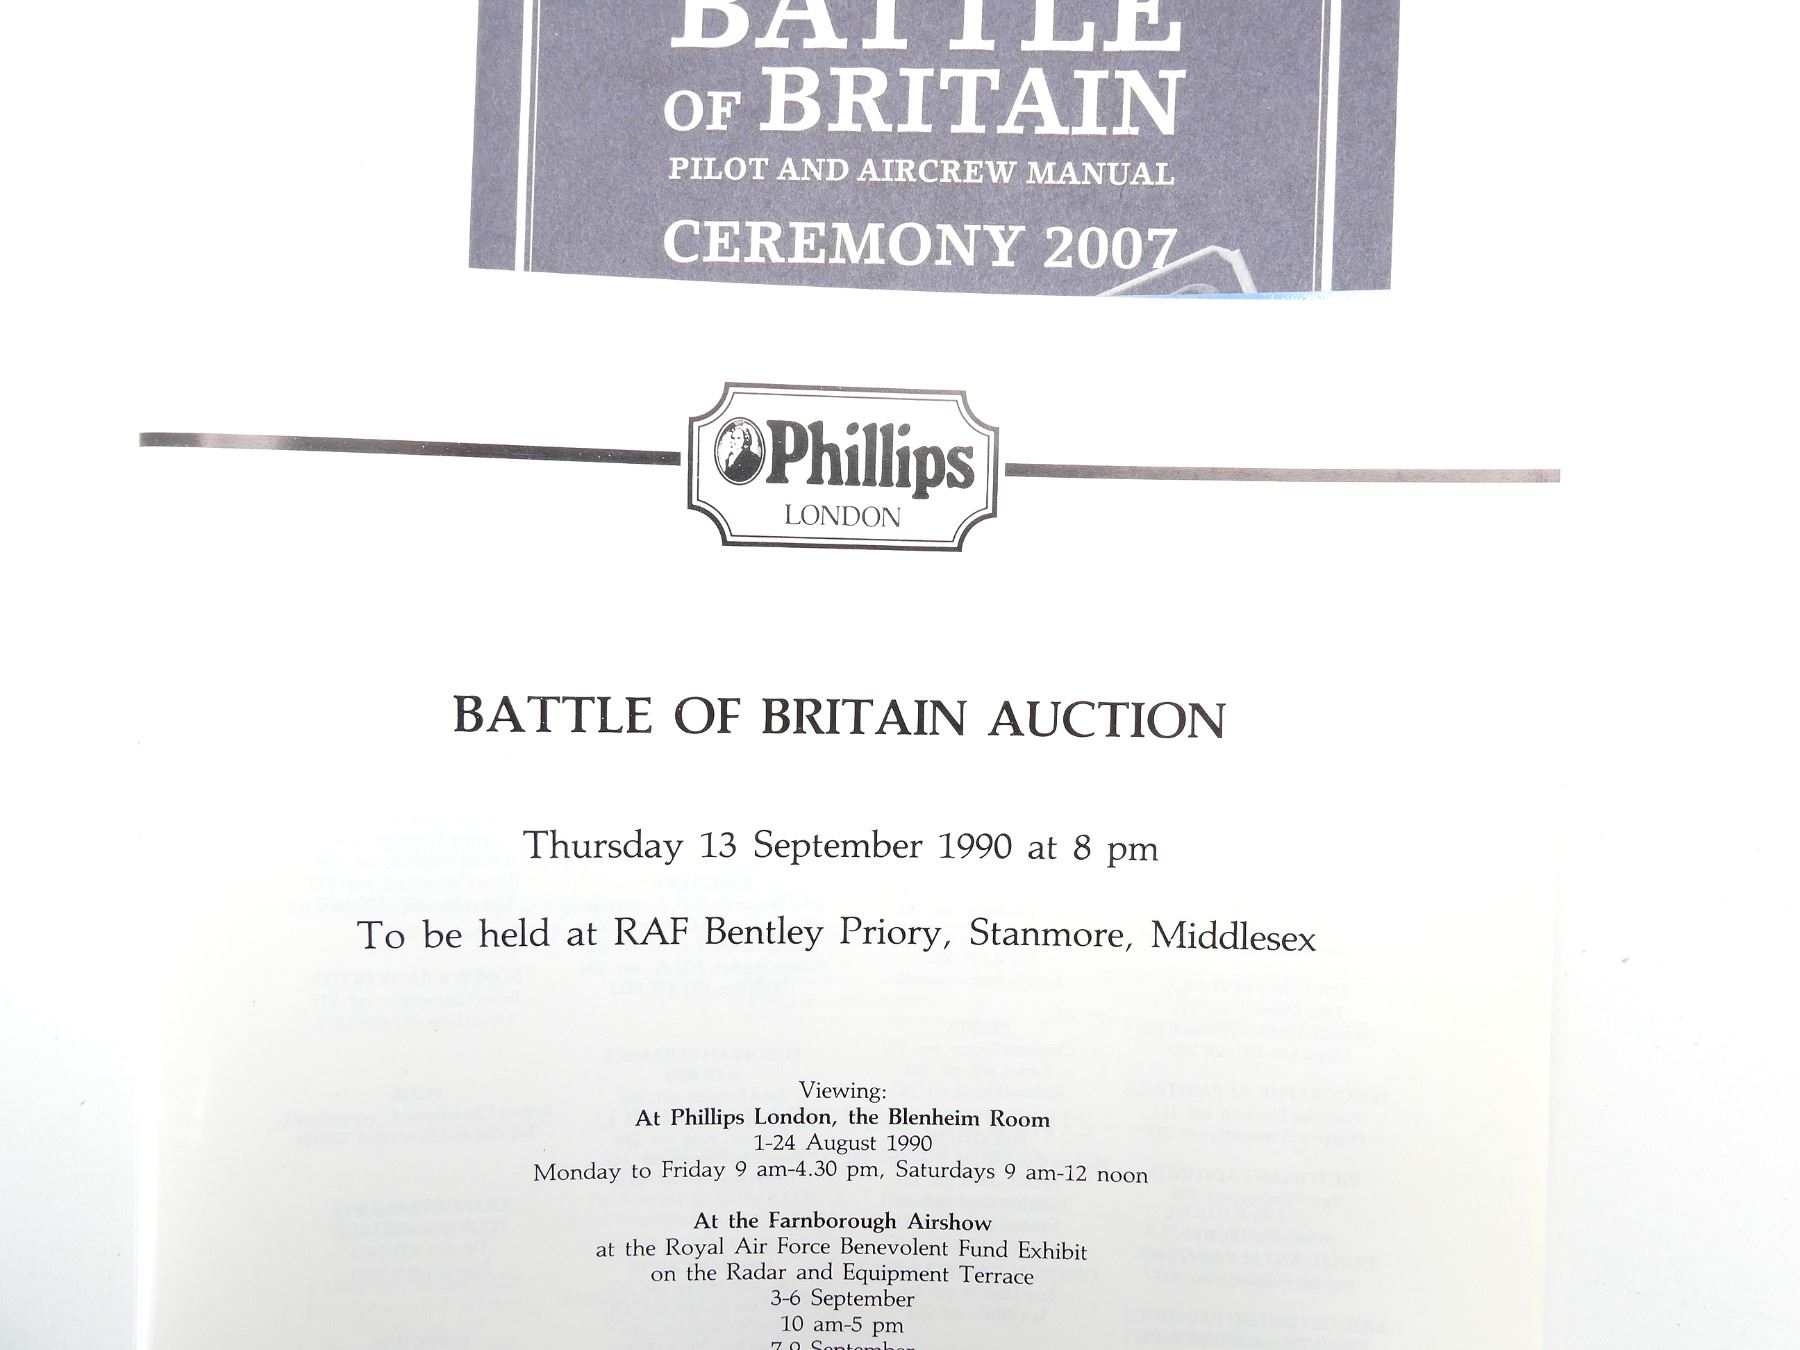 BATTLE
OF BRITAIN
PILOT AND AIRCREW MANUAL
CEREMONY 2007
Phillips
LONDON
BATTLE OF BRITAIN AUCTION
Thursday 13 September 1990 at 8 pm
To be held at RAF Bentley Priory, Stanmore, Middlesex
Viewing:
At Phillips London, the Blenheim Room
1-24 August 1990
Monday to Friday 9 am-4.30 pm, Saturdays 9 am-12 noon
At the Farnborough Airshow
at the Royal Air Force Benevolent Fund Exhibit
on the Radar and Equipment Terrace
3-6 September
10 am-5 pm
7-9 September